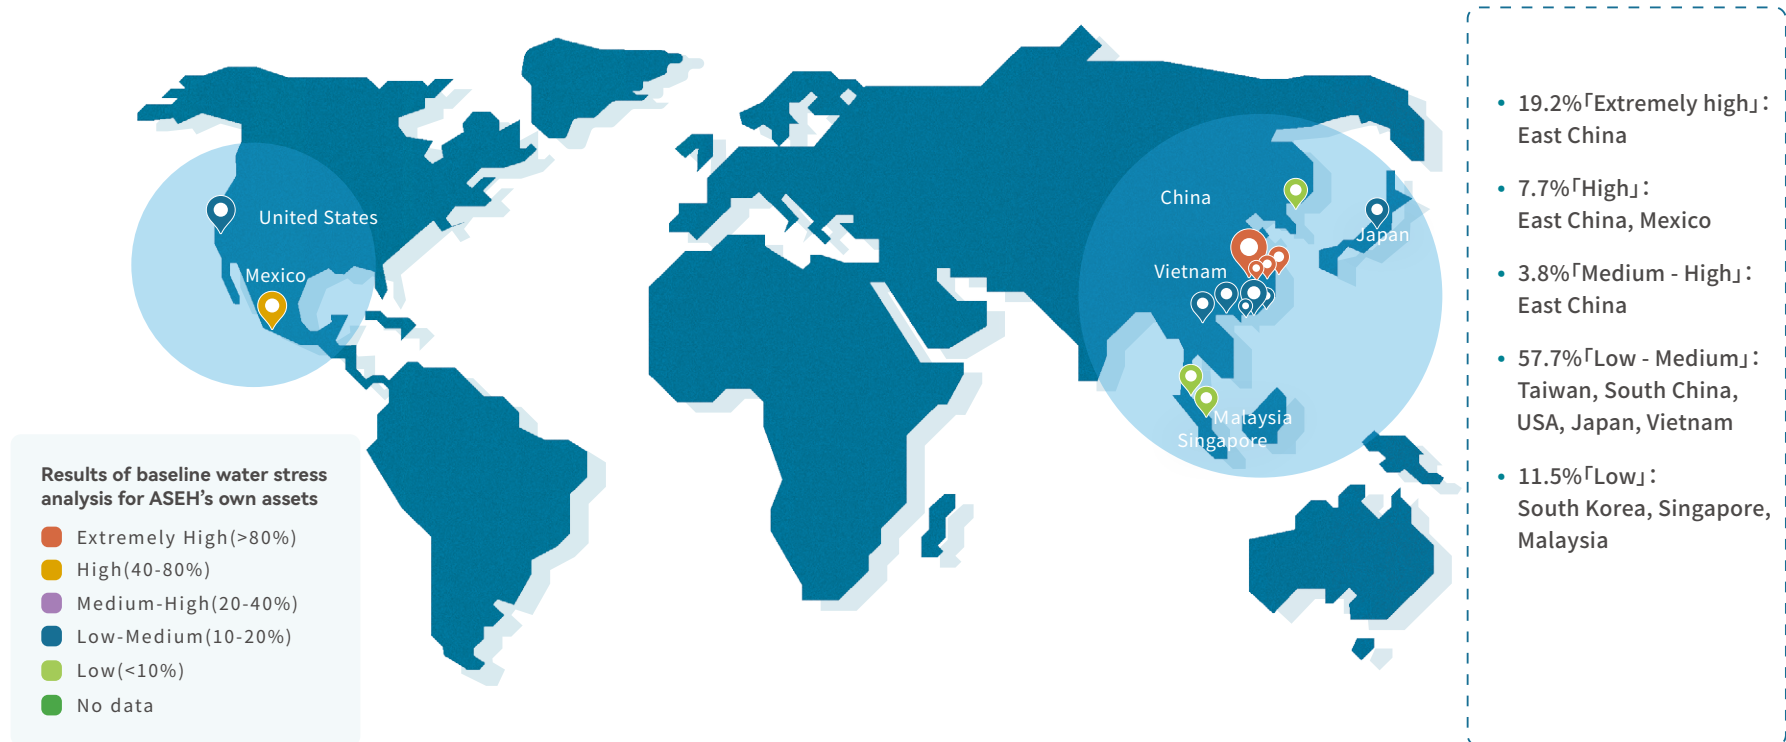 United States
Mexico
China
Japan
Vietnam
Malaysia
Singapore
Results of baseline water stress
analysis for ASEH’s own assets
Extremely High(>80%)
High(40-80%)
Medium-High(20-40%)
Low-Medium(10-20%)
Low(<10%)
No data
• 19.2%「Extremely high」:
East China
• 7.7%「High」:
East China, Mexico
• 3.8%「Medium - High」:
East China
• 57.7%「Low - Medium」:
Taiwan, South China,
USA, Japan, Vietnam
• 11.5%「Low」:
South Korea, Singapore,
Malaysia